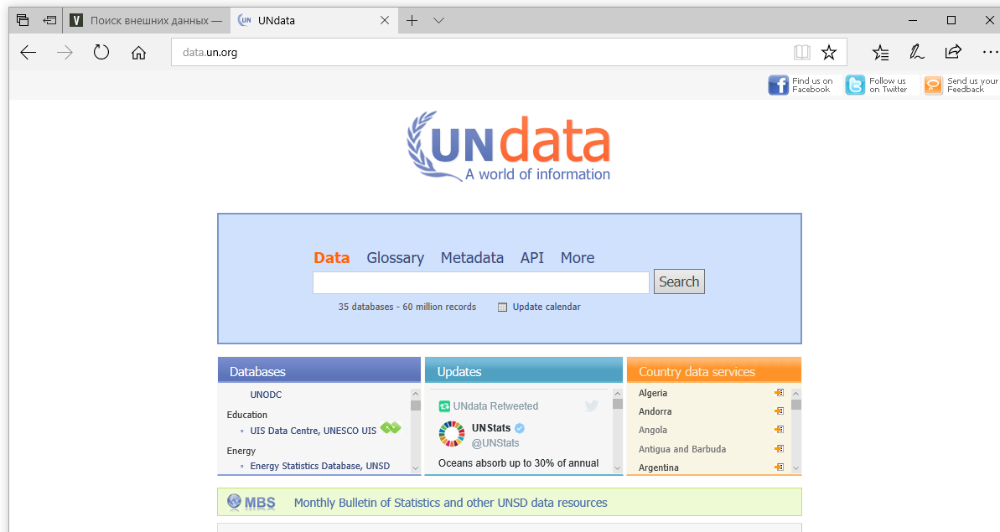 V Поиск внешних данных —
UN UNdata
data.un.org
Find us on
Facebook
Follow us
on Twitter
Send us your
Feedback
UNdata
A world of information
Data Glossary Metadata API More
Search
35 databases - 60 million records Update calendar
Databases
UNODC
Education
UIS Data Centre, UNESCO UIS
Energy
Energy Statistics Database, UNSD
Updates
UNdata Retweeted
UNStats
@UNStats
Oceans absorb up to 30% of annual
Country data services
Algeria
Andorra
Angola
Antigua and Barbuda
Argentina
MBS Monthly Bulletin of Statistics and other UNSD data resources